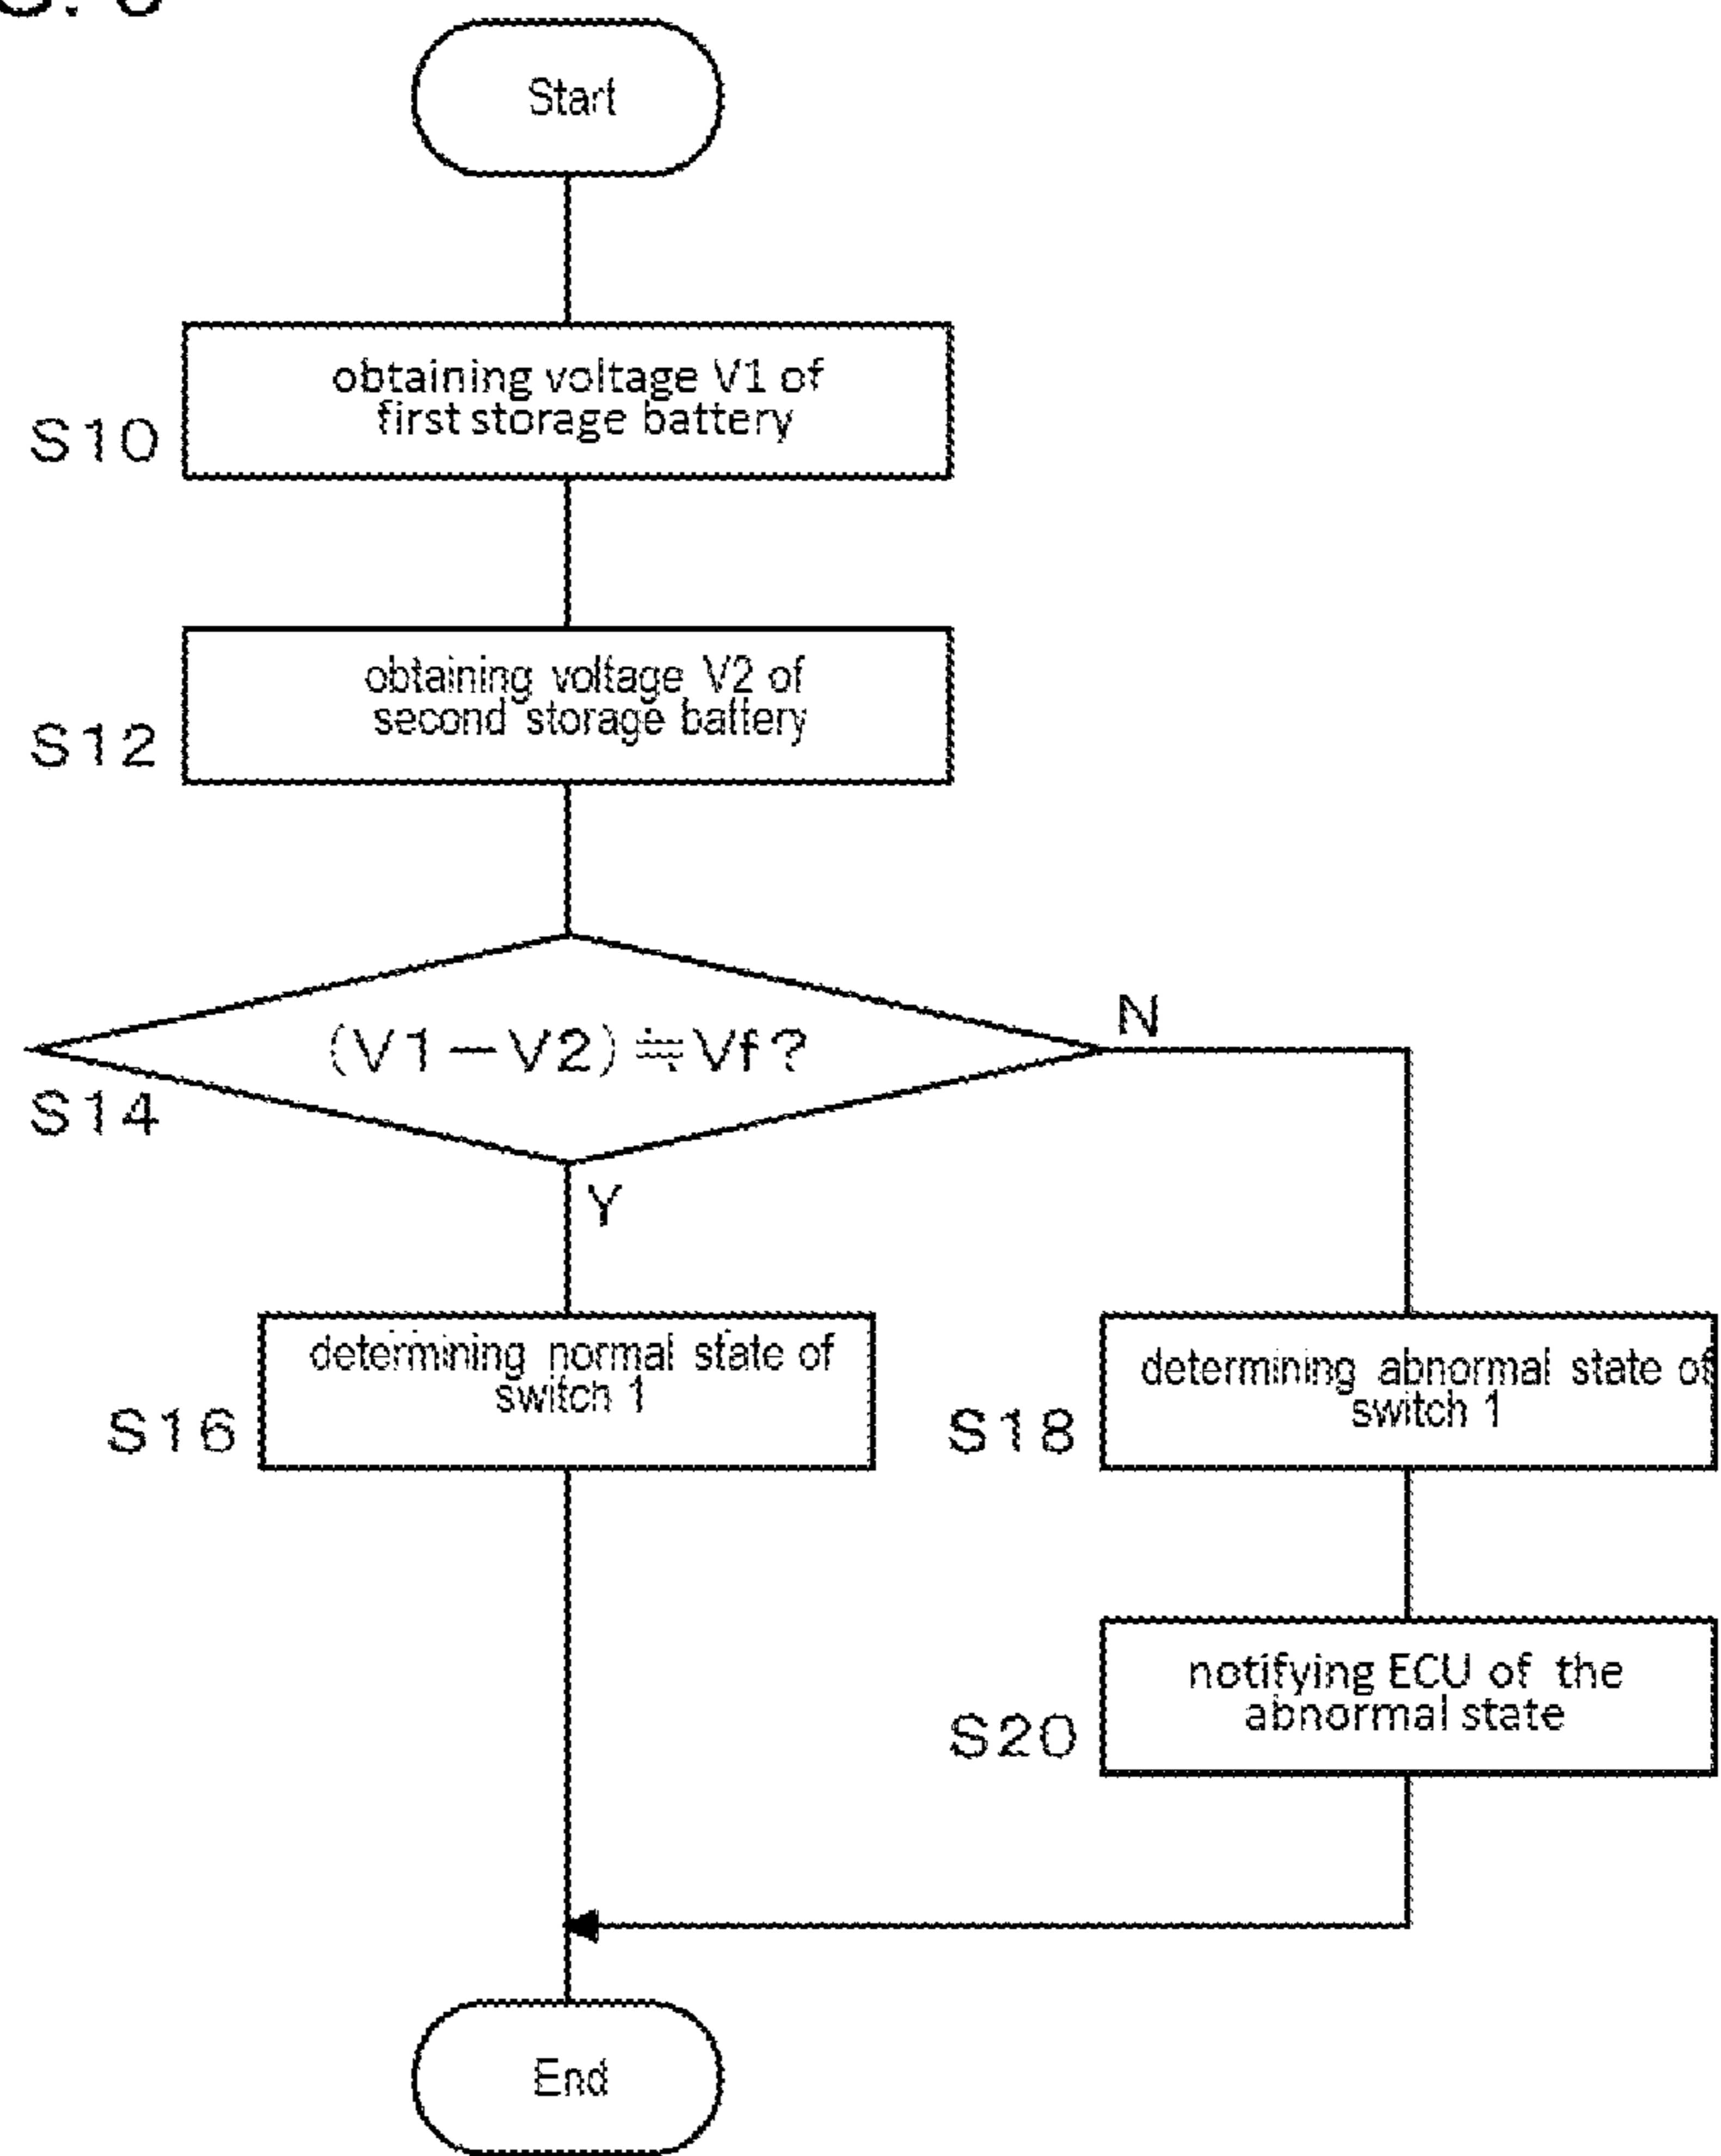 Start
obtaining voltage V1 of
first storage battery
S10
obtaining voltage V2 of
second storage battery
S12
(V1−V2)≒Vf?
N
S14
Y
determining normal state of
switch 1
S16
determining abnormal state of
switch 1
S18
notifying ECU of the
abnormal state
S20
End